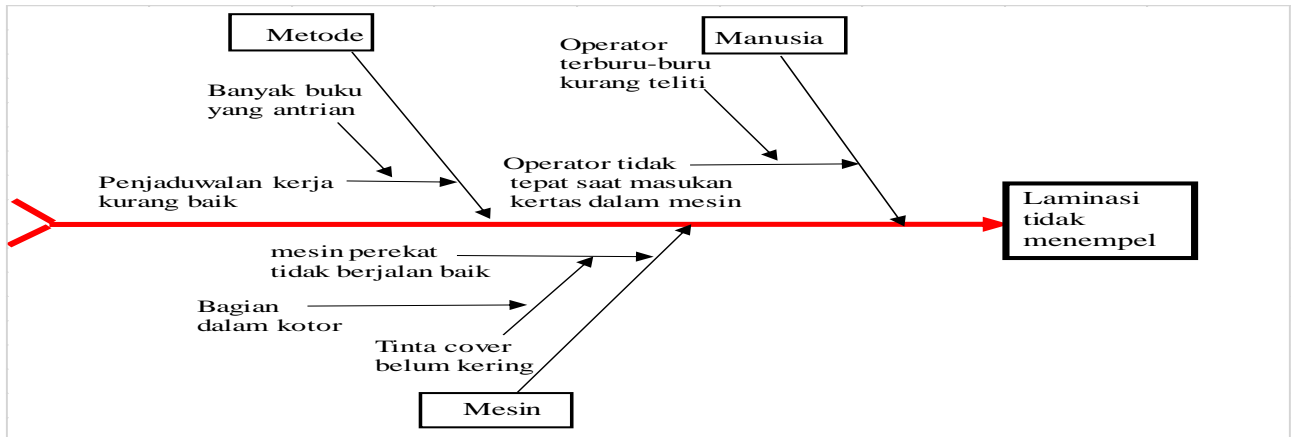 Metode
Manusia
Operator
terburu-buru
kurang teliti
Banyak buku
yang antrian
Operator tidak
tepat saat masukan
kertas dalam mesin
Penjaduwalan kerja
kurang baik
Laminasi
tidak
menempel
mesin perekat
tidak berjalan baik
Bagian
dalam kotor
Tinta cover
belum kering
Mesin